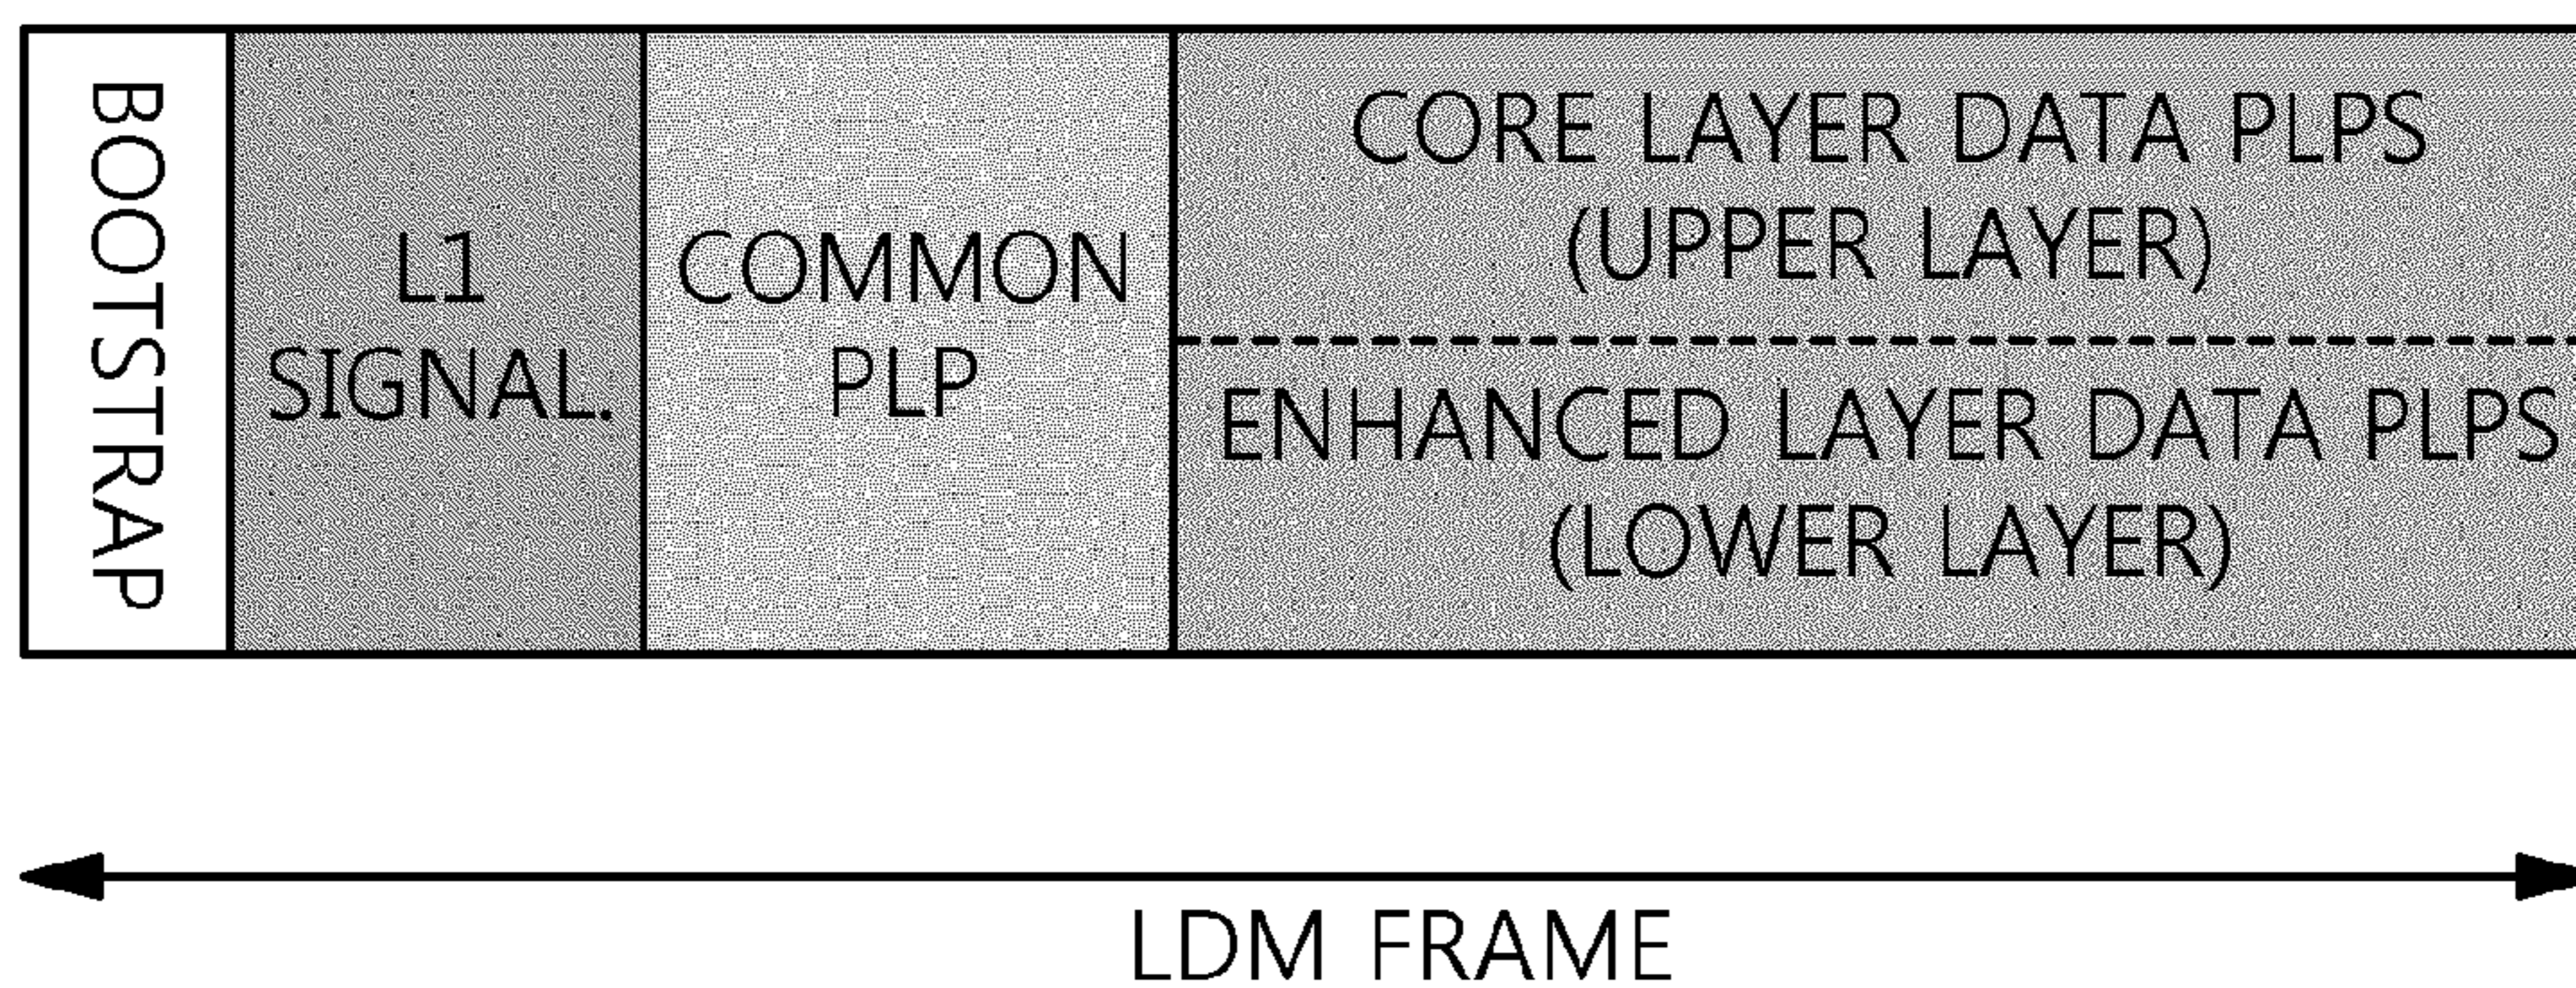 BOOTSTRAP
L1
SIGNAL.
COMMON
PLP
CORE LAYER DATA PLPS
(UPPER LAYER)
ENHANCED LAYER DATA PLPS
(LOWER LAYER)
LDM FRAME